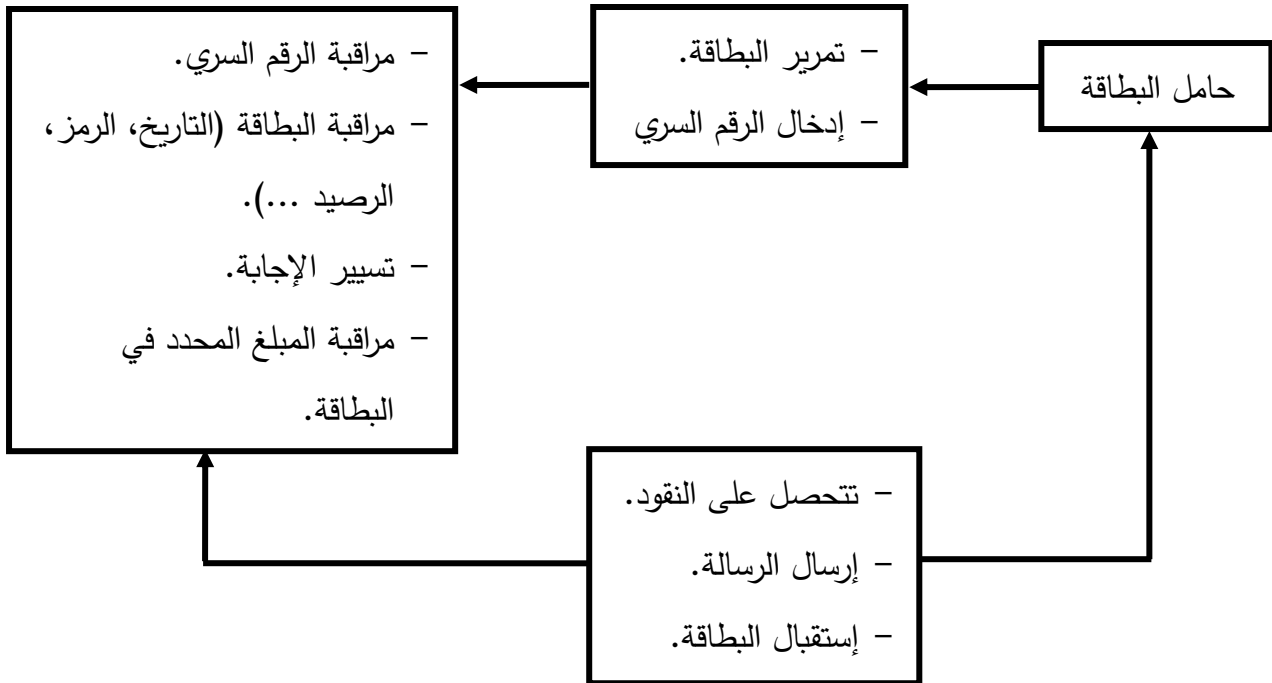 حامل البطاقة
- تمرير البطاقة.
- إدخال الرقم السري
- مراقبة الرقم السري.
- مراقبة البطاقة (التاريخ، الرمز،
الرصيد ...).
- تسيير الإجابة.
- مراقبة المبلغ المحدد في
البطاقة.
- تتحصل على النقود.
- إرسال الرسالة.
- إستقبال البطاقة.